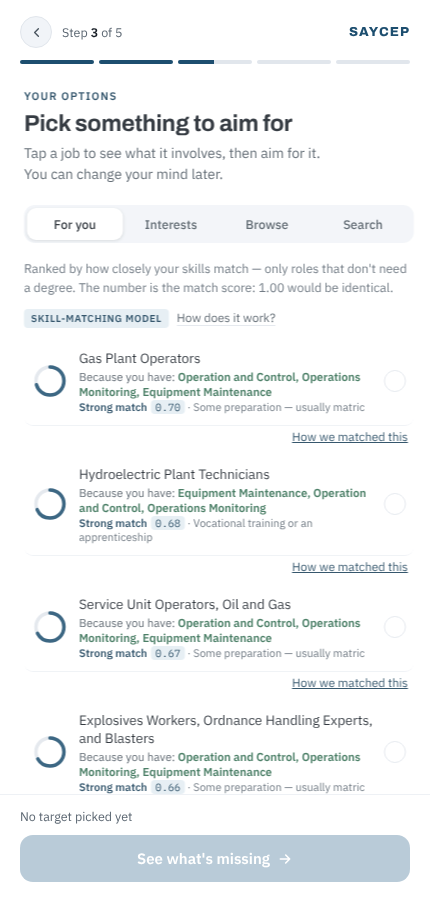 Step 3 of 5
SAYCEP
YOUR OPTIONS
Pick something to aim for
Tap a job to see what it involves, then aim for it.
You can change your mind later.
For you
Interests
Browse
Search
Ranked by how closely your skills match — only roles that don't need
a degree. The number is the match score: 1.00 would be identical.
SKILL-MATCHING MODEL How does it work?
Gas Plant Operators
Because you have: Operation and Control, Operations
Monitoring, Equipment Maintenance
Strong match 0.70 · Some preparation — usually matric
How we matched this
Hydroelectric Plant Technicians
Because you have: Equipment Maintenance, Operation
and Control, Operations Monitoring
Strong match 0.68 · Vocational training or an
apprenticeship
How we matched this
Service Unit Operators, Oil and Gas
Because you have: Operation and Control, Operations
Monitoring, Equipment Maintenance
Strong match 0.67 · Some preparation — usually matric
How we matched this
Explosives Workers, Ordnance Handling Experts,
and Blasters
Because you have: Operation and Control, Operations
Monitoring, Equipment Maintenance
Strong match 0.66 · Some preparation — usually matric
No target picked yet
See what's missing →